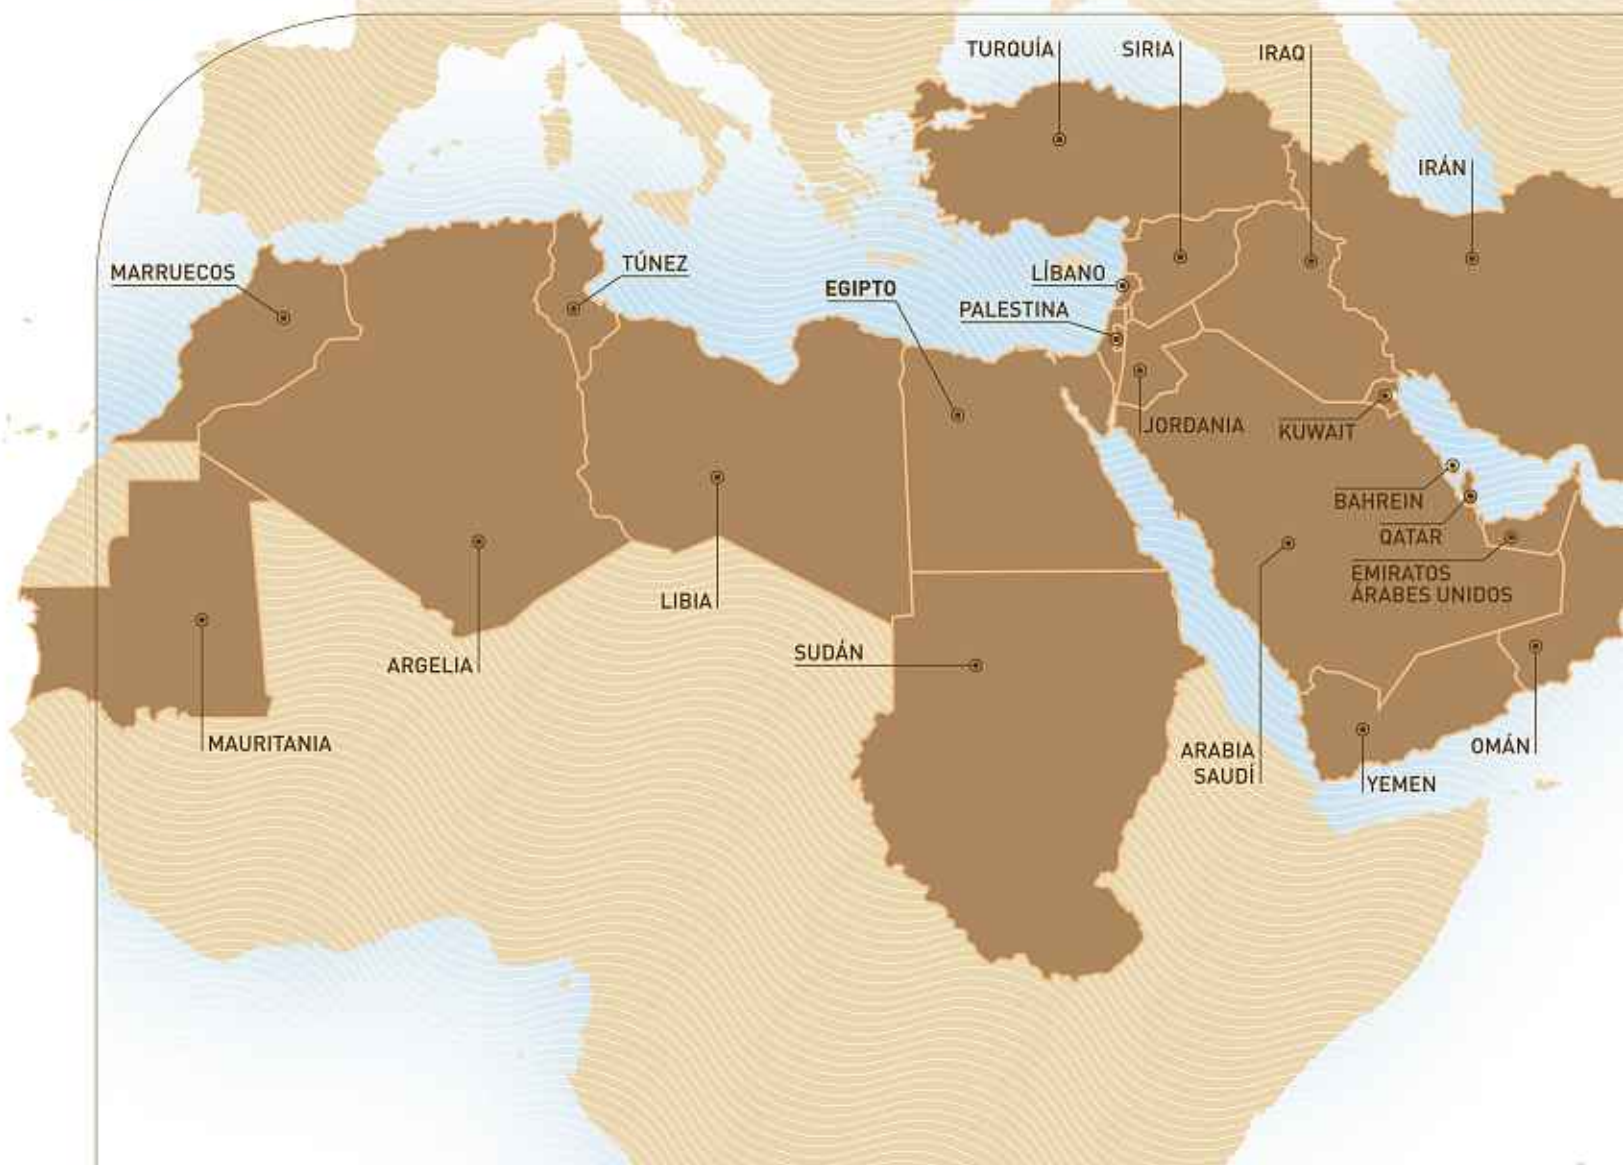 TURQUÍA
SIRIA
IRAQ
IRÁN
MARRUECOS
TÚNEZ
EGIPTO
LÍBANO
PALESTINA
JORDANIA
KUWAIT
BAHREIN
QATAR
EMIRATOS
ÁRABES UNIDOS
LIBIA
ARGELIA
SUDÁN
MAURITANIA
ARABIA
SAUDÍ
OMÁN
YEMEN